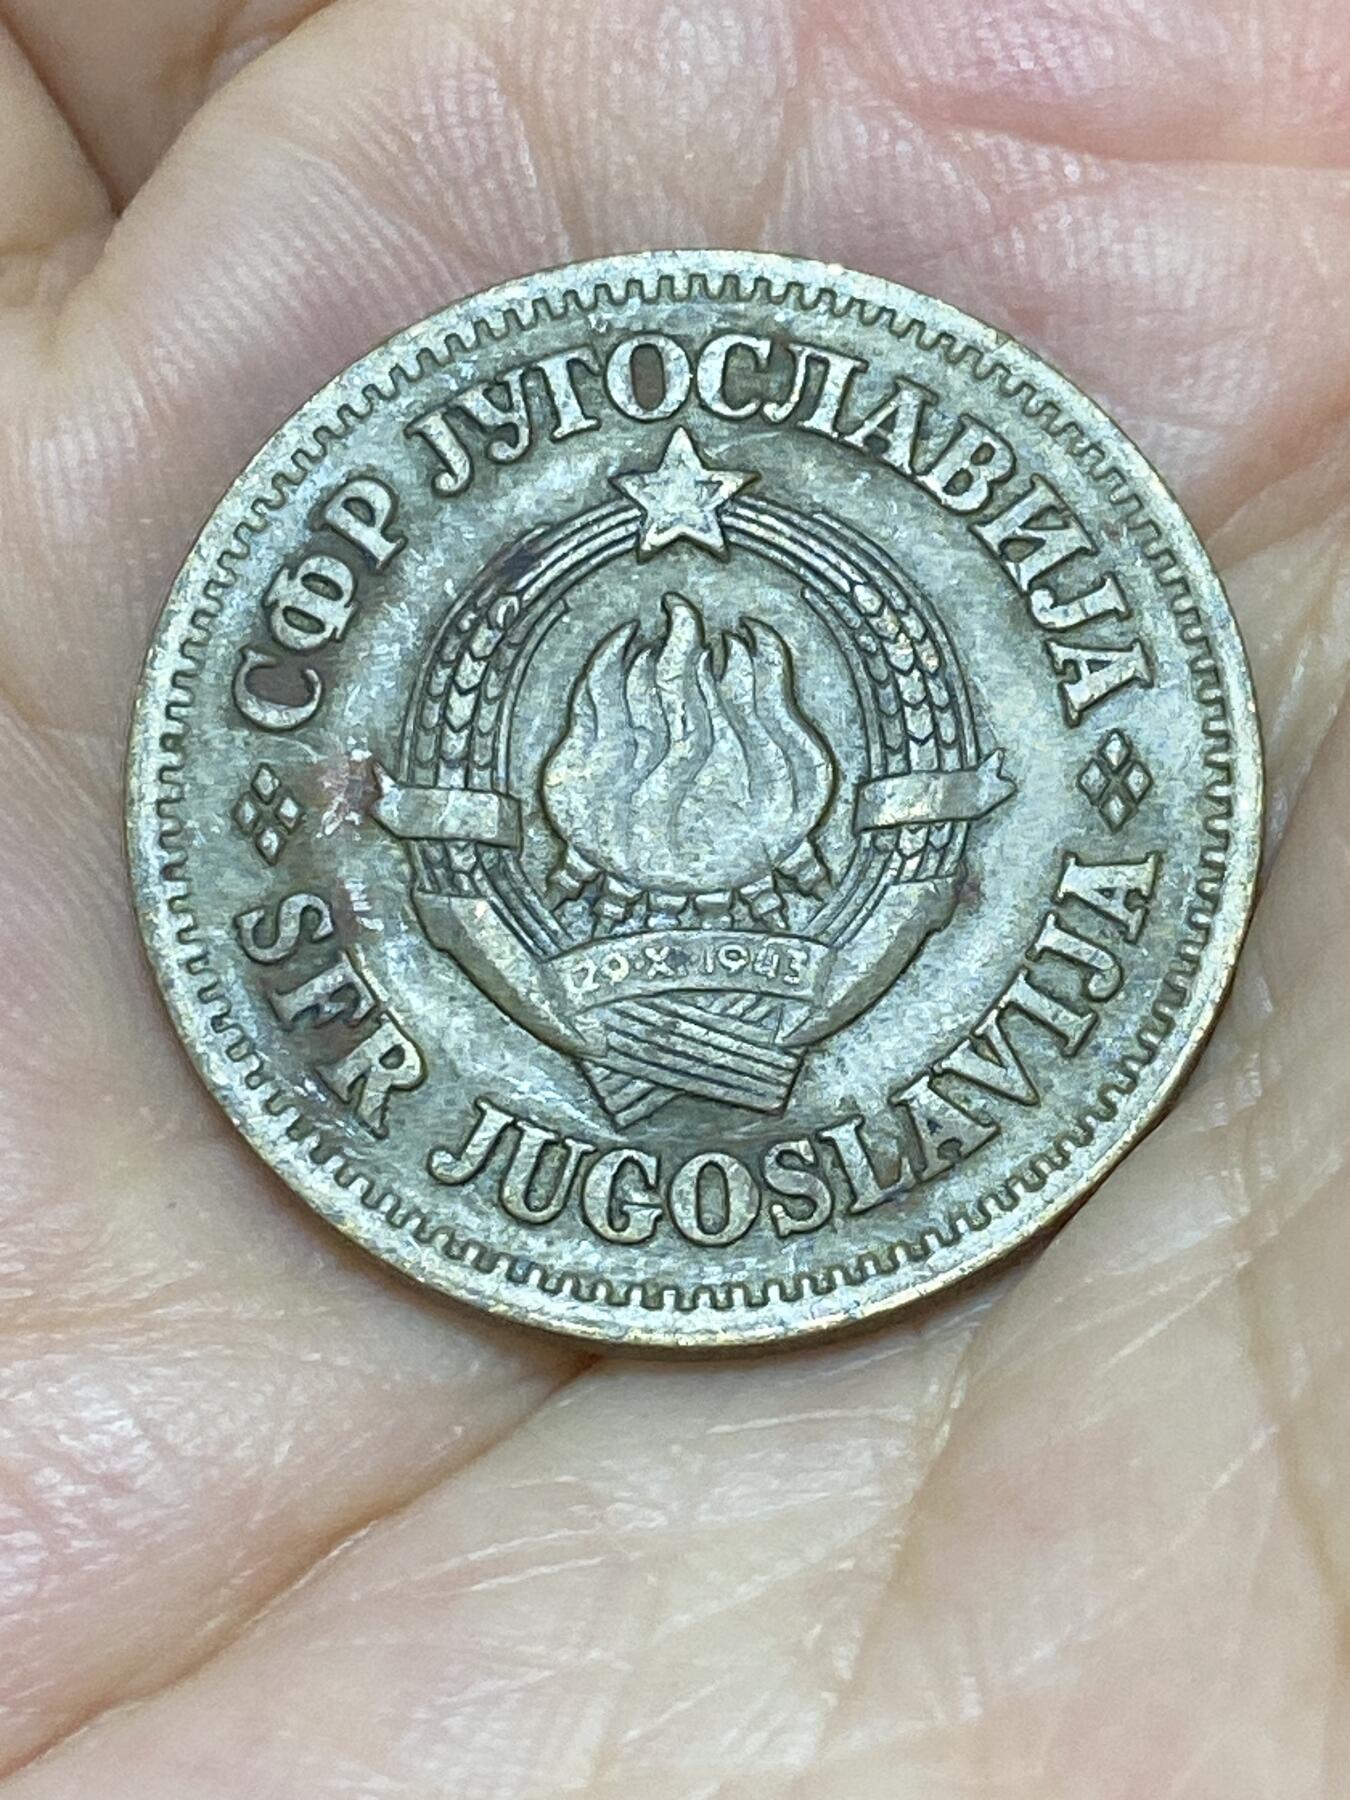 СФР ЈУГОСЛАВИЈА
29·X·1943
SFR JUGOSLAVIJA